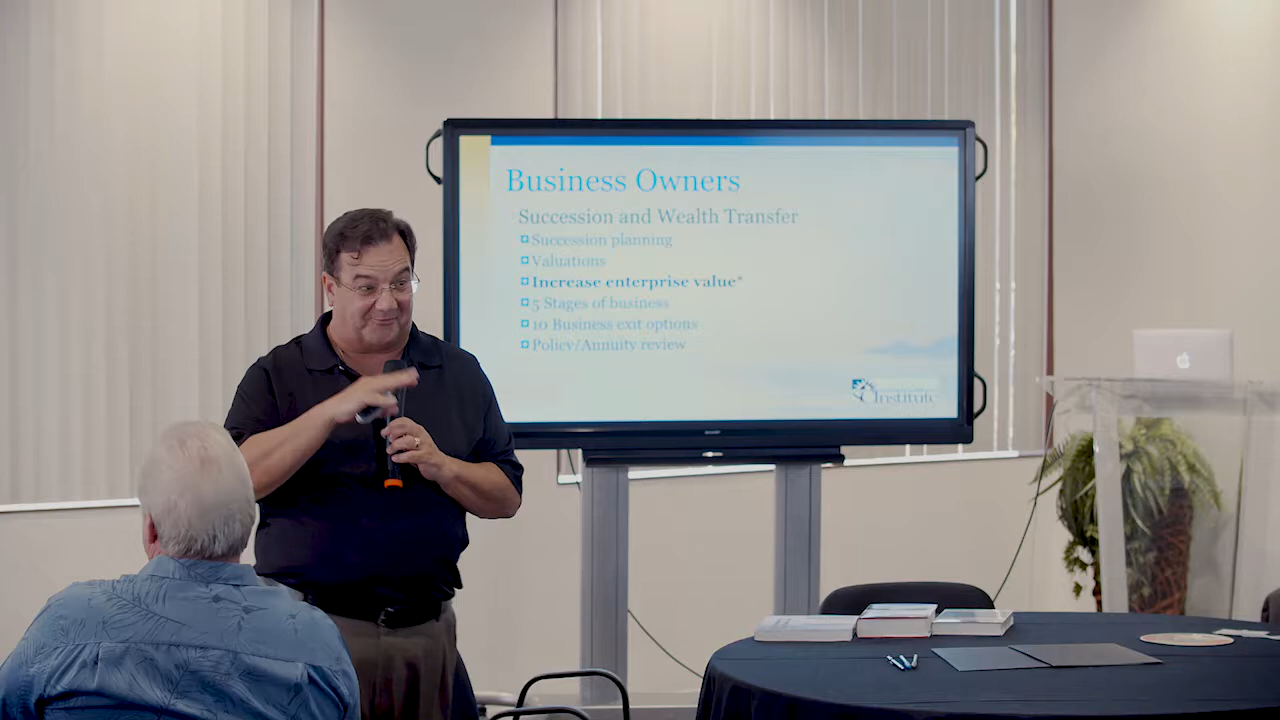 Business Owners
Succession and Wealth Transfer
Succession planning
Valuations
Increase enterprise value*
5 Stages of business
10 Business exit options
Policy/Annuity review
Institute
SHARP